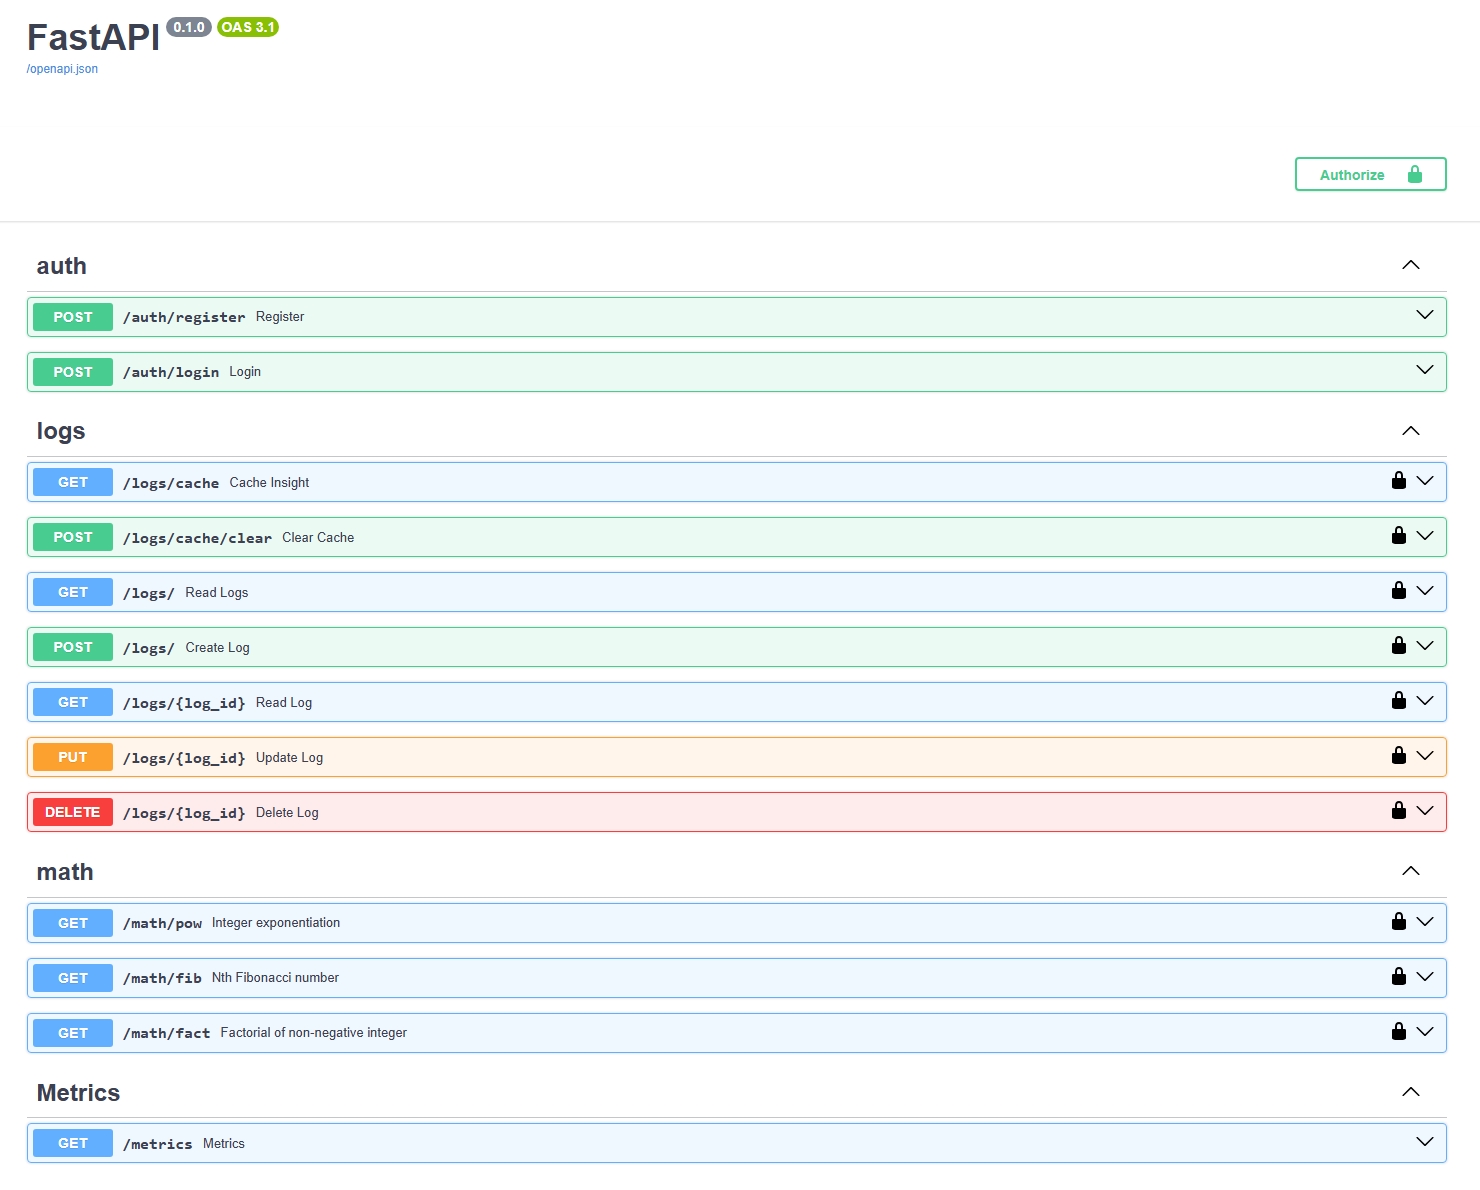 FastAPI 0.1.0 OAS 3.1
/openapi.json
Authorize
auth
POST /auth/register Register
POST /auth/login Login
logs
GET /logs/cache Cache Insight
POST /logs/cache/clear Clear Cache
GET /logs/ Read Logs
POST /logs/ Create Log
GET /logs/{log_id} Read Log
PUT /logs/{log_id} Update Log
DELETE /logs/{log_id} Delete Log
math
GET /math/pow Integer exponentiation
GET /math/fib Nth Fibonacci number
GET /math/fact Factorial of non-negative integer
Metrics
GET /metrics Metrics